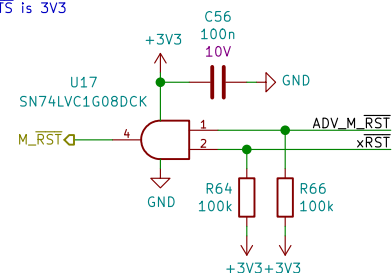 TS is 3V3
C56
100n
10V
+3V3
GND
U17
SN74LVC1G08DCK
M_RST
4
1
2
ADV_M_RST
xRST
GND
R64
100k
R66
100k
+3V3+3V3